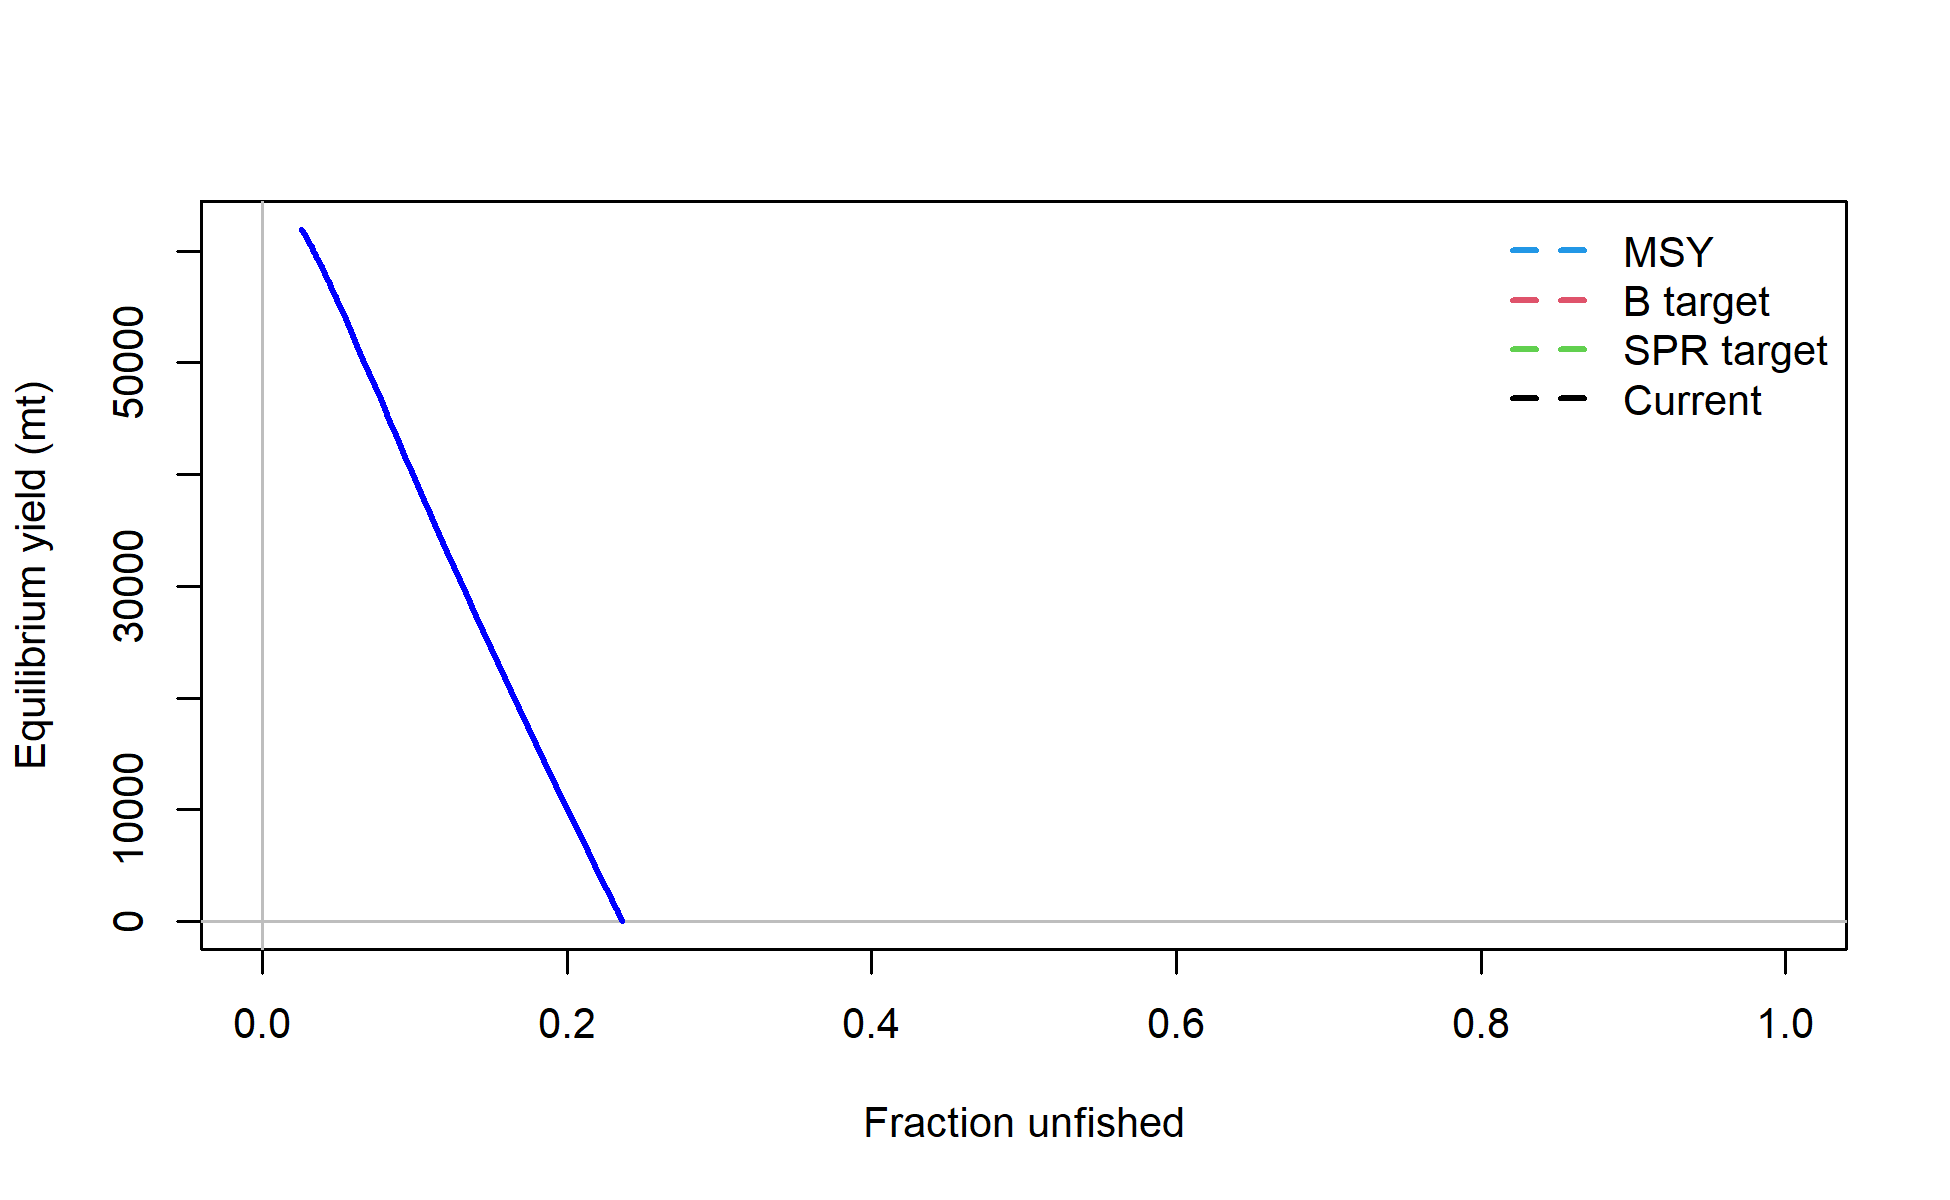 MSY
B target
SPR target
Current
Equilibrium yield (mt)
50000
30000
10000
0
0.0 0.2 0.4 0.6 0.8 1.0
Fraction unfished